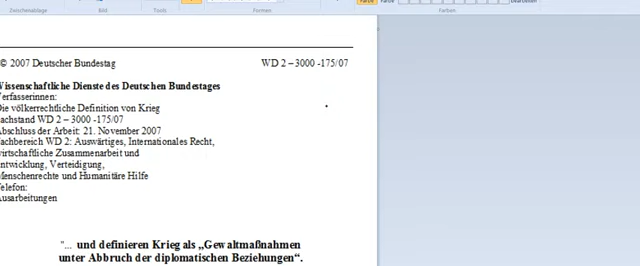 Zwischenablage Bild Tools Formen Farben
Farbe Farbe bearbeiten
© 2007 Deutscher Bundestag WD 2 – 3000 -175/07
Wissenschaftliche Dienste des Deutschen Bundestages
Verfasserinnen:
Die völkerrechtliche Definition von Krieg
Sachstand WD 2 – 3000 -175/07
Abschluss der Arbeit: 21. November 2007
Fachbereich WD 2: Auswärtiges, Internationales Recht,
wirtschaftliche Zusammenarbeit und
Entwicklung, Verteidigung,
Menschenrechte und Humanitäre Hilfe
Telefon:
Ausarbeitungen
"... und definieren Krieg als „Gewaltmaßnahmen
unter Abbruch der diplomatischen Beziehungen“.